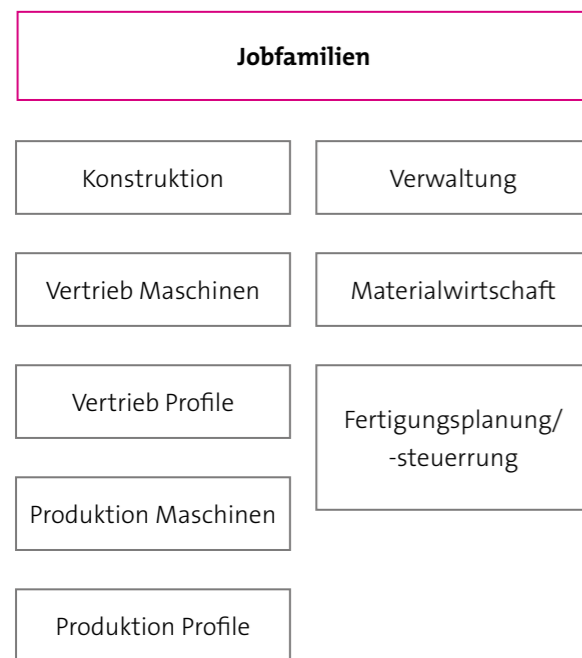 Jobfamilien
Konstruktion
Verwaltung
Vertrieb Maschinen
Materialwirtschaft
Vertrieb Profile
Fertigungsplanung/
-steuerrung
Produktion Maschinen
Produktion Profile